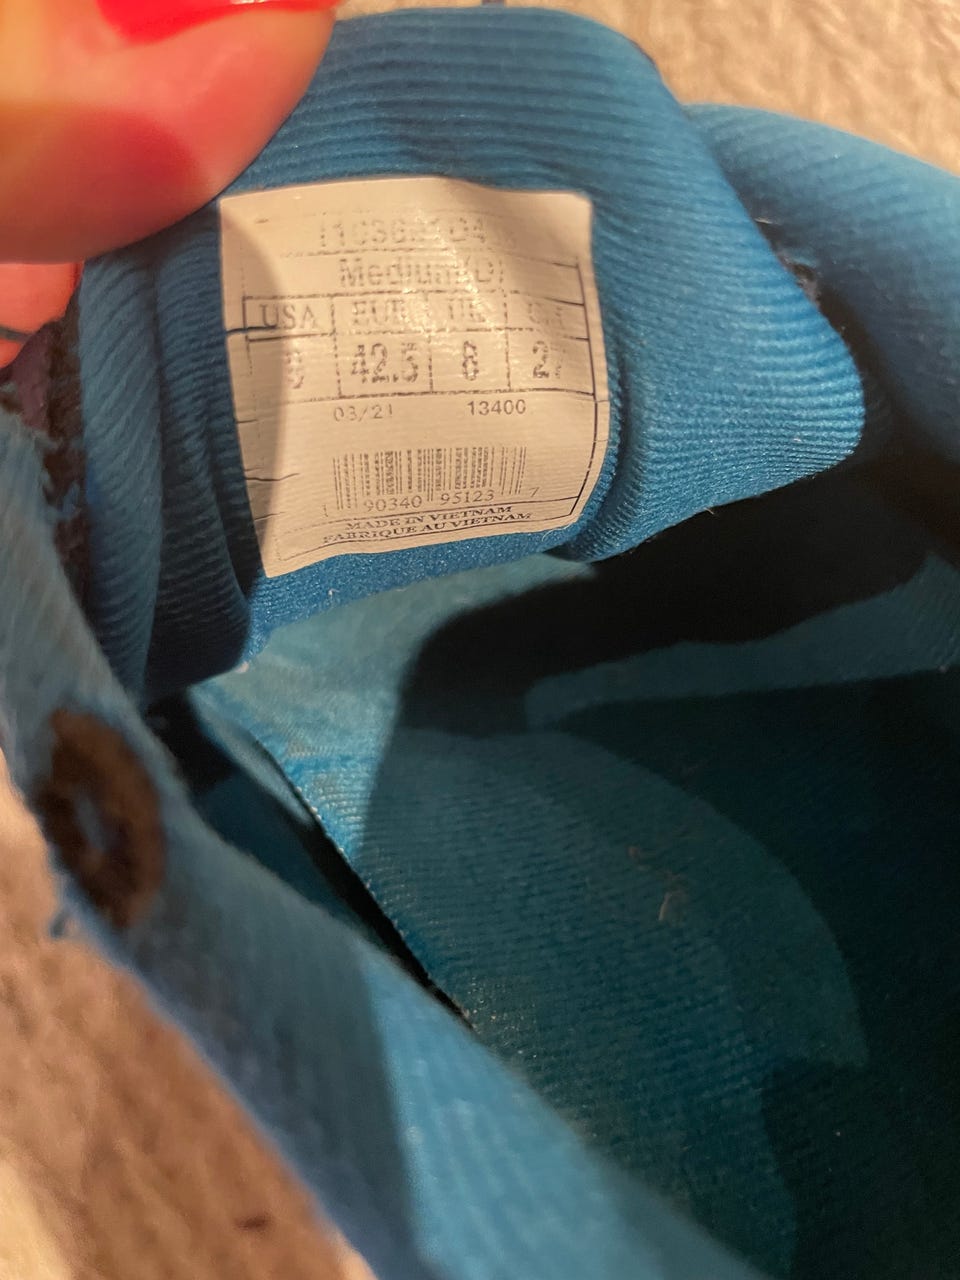 Medium(D)
USA EUR UK
9 42.5 8
03/21 13400
1 90340 95123 7
MADE IN VIETNAM
FABRIQUE AU VIETNAM